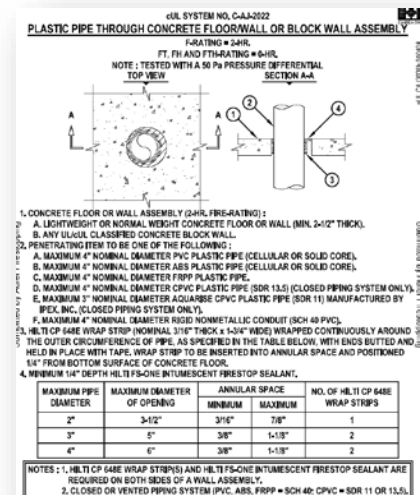 cUL SYSTEM NO. C-AJ-2022
PLASTIC PIPE THROUGH CONCRETE FLOOR/WALL OR BLOCK WALL ASSEMBLY
F-RATING = 2-HR.
FT, FH AND FTH-RATING = 0-HR.
NOTE : TESTED WITH A 50 Pa PRESSURE DIFFERENTIAL
TOP VIEW
SECTION A-A
A
A
1
2
3
4
1. CONCRETE FLOOR OR WALL ASSEMBLY (2-HR. FIRE-RATING) :
A. LIGHTWEIGHT OR NORMAL WEIGHT CONCRETE FLOOR OR WALL (MIN. 2-1/2" THICK).
B. ANY UL/cUL CLASSIFIED CONCRETE BLOCK WALL.
2. PENETRATING ITEM TO BE ONE OF THE FOLLOWING :
A. MAXIMUM 4" NOMINAL DIAMETER PVC PLASTIC PIPE (CELLULAR OR SOLID CORE).
B. MAXIMUM 4" NOMINAL DIAMETER ABS PLASTIC PIPE (CELLULAR OR SOLID CORE).
C. MAXIMUM 4" NOMINAL DIAMETER FRPP PLASTIC PIPE.
D. MAXIMUM 4" NOMINAL DIAMETER CPVC PLASTIC PIPE (SDR 13.5) (CLOSED PIPING SYSTEM ONLY).
E. MAXIMUM 3" NOMINAL DIAMETER AQUARISE CPVC PLASTIC PIPE (SDR 11) MANUFACTURED BY
IPEX, INC. (CLOSED PIPING SYSTEM ONLY).
F. MAXIMUM 4" NOMINAL DIAMETER RIGID NONMETALLIC CONDUIT (SCH 40 PVC).
3. HILTI CP 648E WRAP STRIP (NOMINAL 3/16" THICK x 1-3/4" WIDE) WRAPPED CONTINUOUSLY AROUND
THE OUTER CIRCUMFERENCE OF PIPE, AS SPECIFIED IN THE TABLE BELOW, WITH ENDS BUTTED AND
HELD IN PLACE WITH TAPE. WRAP STRIP TO BE INSERTED INTO ANNULAR SPACE AND POSITIONED
1/4" FROM BOTTOM SURFACE OF CONCRETE FLOOR.
4. MINIMUM 1/4" DEPTH HILTI FS-ONE INTUMESCENT FIRESTOP SEALANT.
MAXIMUM PIPE DIAMETER MAXIMUM DIAMETER OF OPENING ANNULAR SPACE MINIMUM MAXIMUM NO. OF HILTI CP 648E WRAP STRIPS
2" 3-1/2" 3/16" 7/8" 1
3" 5" 3/8" 1-1/8" 2
4" 6" 3/8" 1-1/8" 2
NOTES : 1. HILTI CP 648E WRAP STRIP(S) AND HILTI FS-ONE INTUMESCENT FIRESTOP SEALANT ARE
REQUIRED ON BOTH SIDES OF A WALL ASSEMBLY.
2. CLOSED OR VENTED PIPING SYSTEM (PVC, ABS, FRPP = SCH 40; CPVC = SDR 11 OR 13.5).